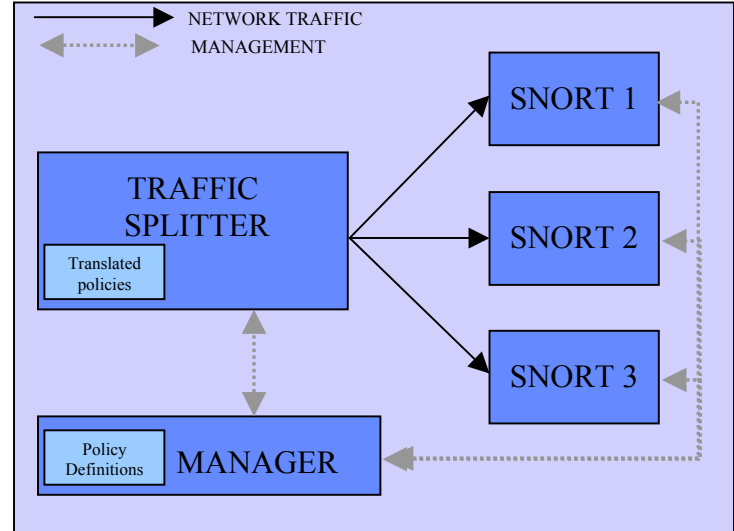 NETWORK TRAFFIC
MANAGEMENT
SNORT 1
TRAFFIC
SPLITTER
Translated
policies
SNORT 2
SNORT 3
Policy
Definitions
MANAGER